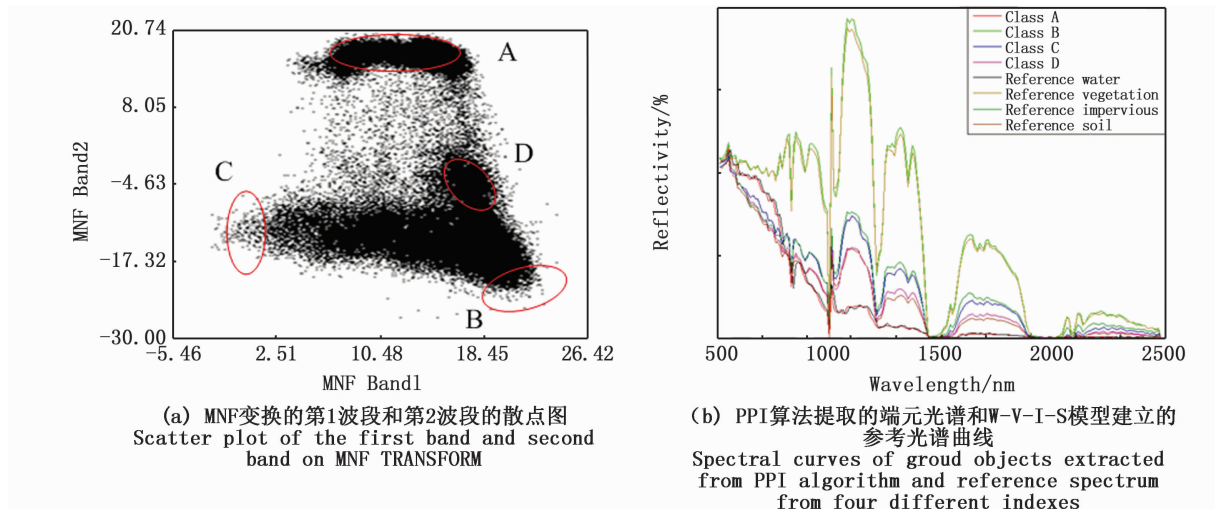 20.74
8.05
-4.63
-17.32
-30.00
MNF Band2
A
D
C
B
-5.46 2.51 10.48 18.45 26.42
MNF Band1
(a) MNF变换的第1波段和第2波段的散点图
Scatter plot of the first band and second
band on MNF TRANSFORM
Reflectivity/%
Class A
Class B
Class C
Class D
Reference water
Reference vegetation
Reference impervious
Reference soil
500 1000 1500 2000 2500
Wavelength/nm
(b) PPI算法提取的端元光谱和W-V-I-S模型建立的
参考光谱曲线
Spectral curves of groud objects extracted
from PPI algorithm and reference spectrum
from four different indexes